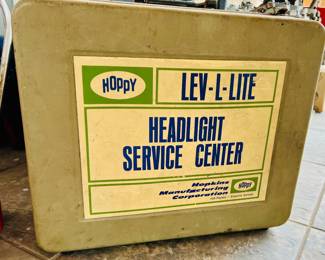 HOPPY
LEV-L-LITE
HEADLIGHT
SERVICE CENTER
Hopkins
Manufacturing
Corporation
HOPPY